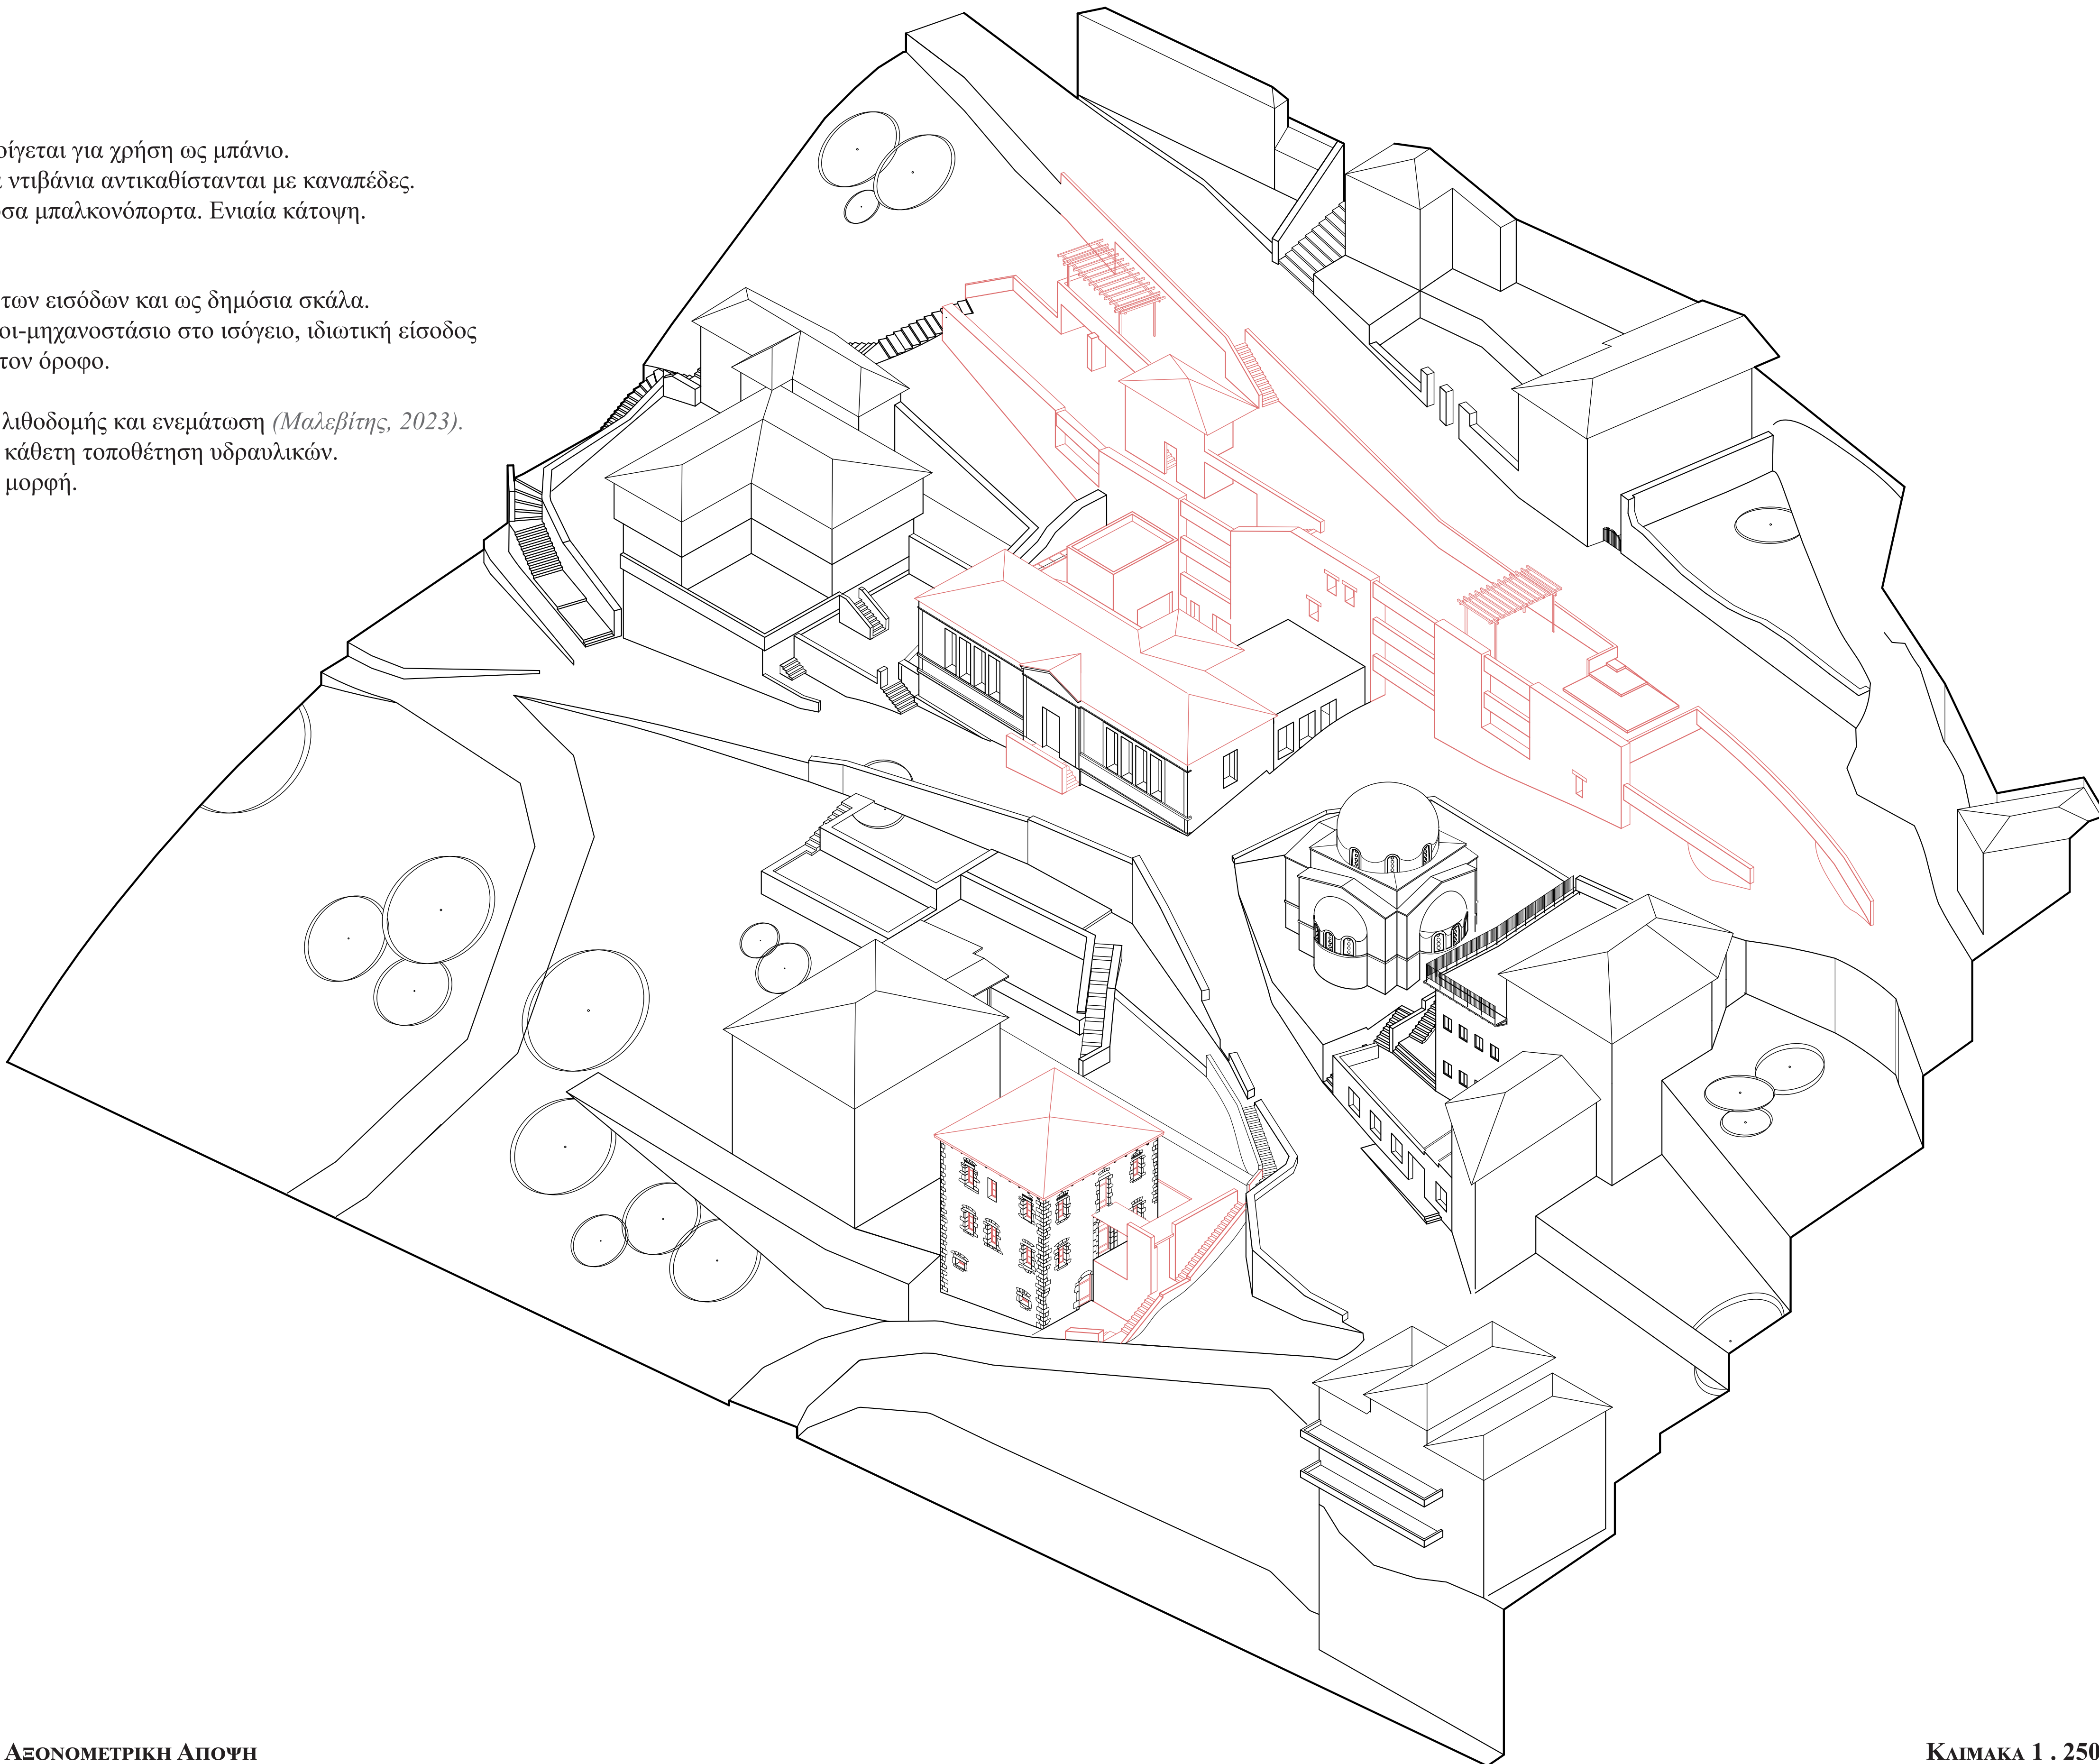 οίγεται για χρήση ως μπάνιο.
ντιβάνια αντικαθίστανται με καναπέδες.
σα μπαλκονόπορτα. Ενιαία κάτοψη.
των εισόδων και ως δημόσια σκάλα.
οι-μηχανοστάσιο στο ισόγειο, ιδιωτική είσοδος
τον όροφο.
λιθοδομής και ενεμάτωση (Μαλεβίτης, 2023).
κάθετη τοποθέτηση υδραυλικών.
μορφή.
Αξονομετρικη Αποψη
Κλιμακα 1 . 250